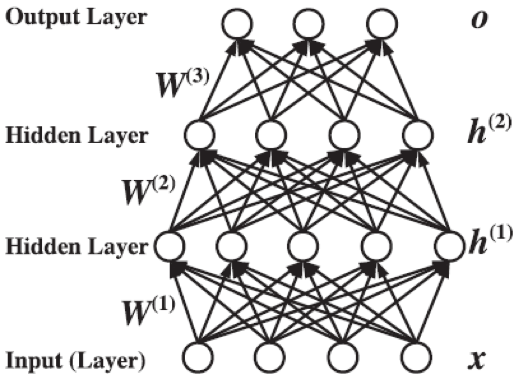 Output Layer o
W(3)
Hidden Layer h(2)
W(2)
Hidden Layer h(1)
W(1)
Input (Layer) x